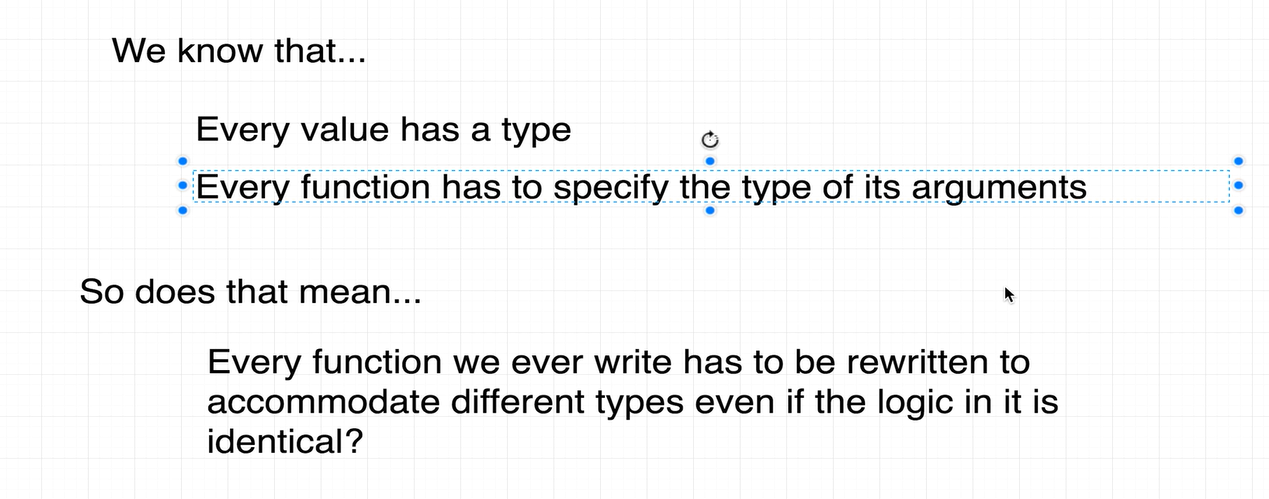 We know that...
Every value has a type
Every function has to specify the type of its arguments
So does that mean...
Every function we ever write has to be rewritten to
accommodate different types even if the logic in it is
identical?